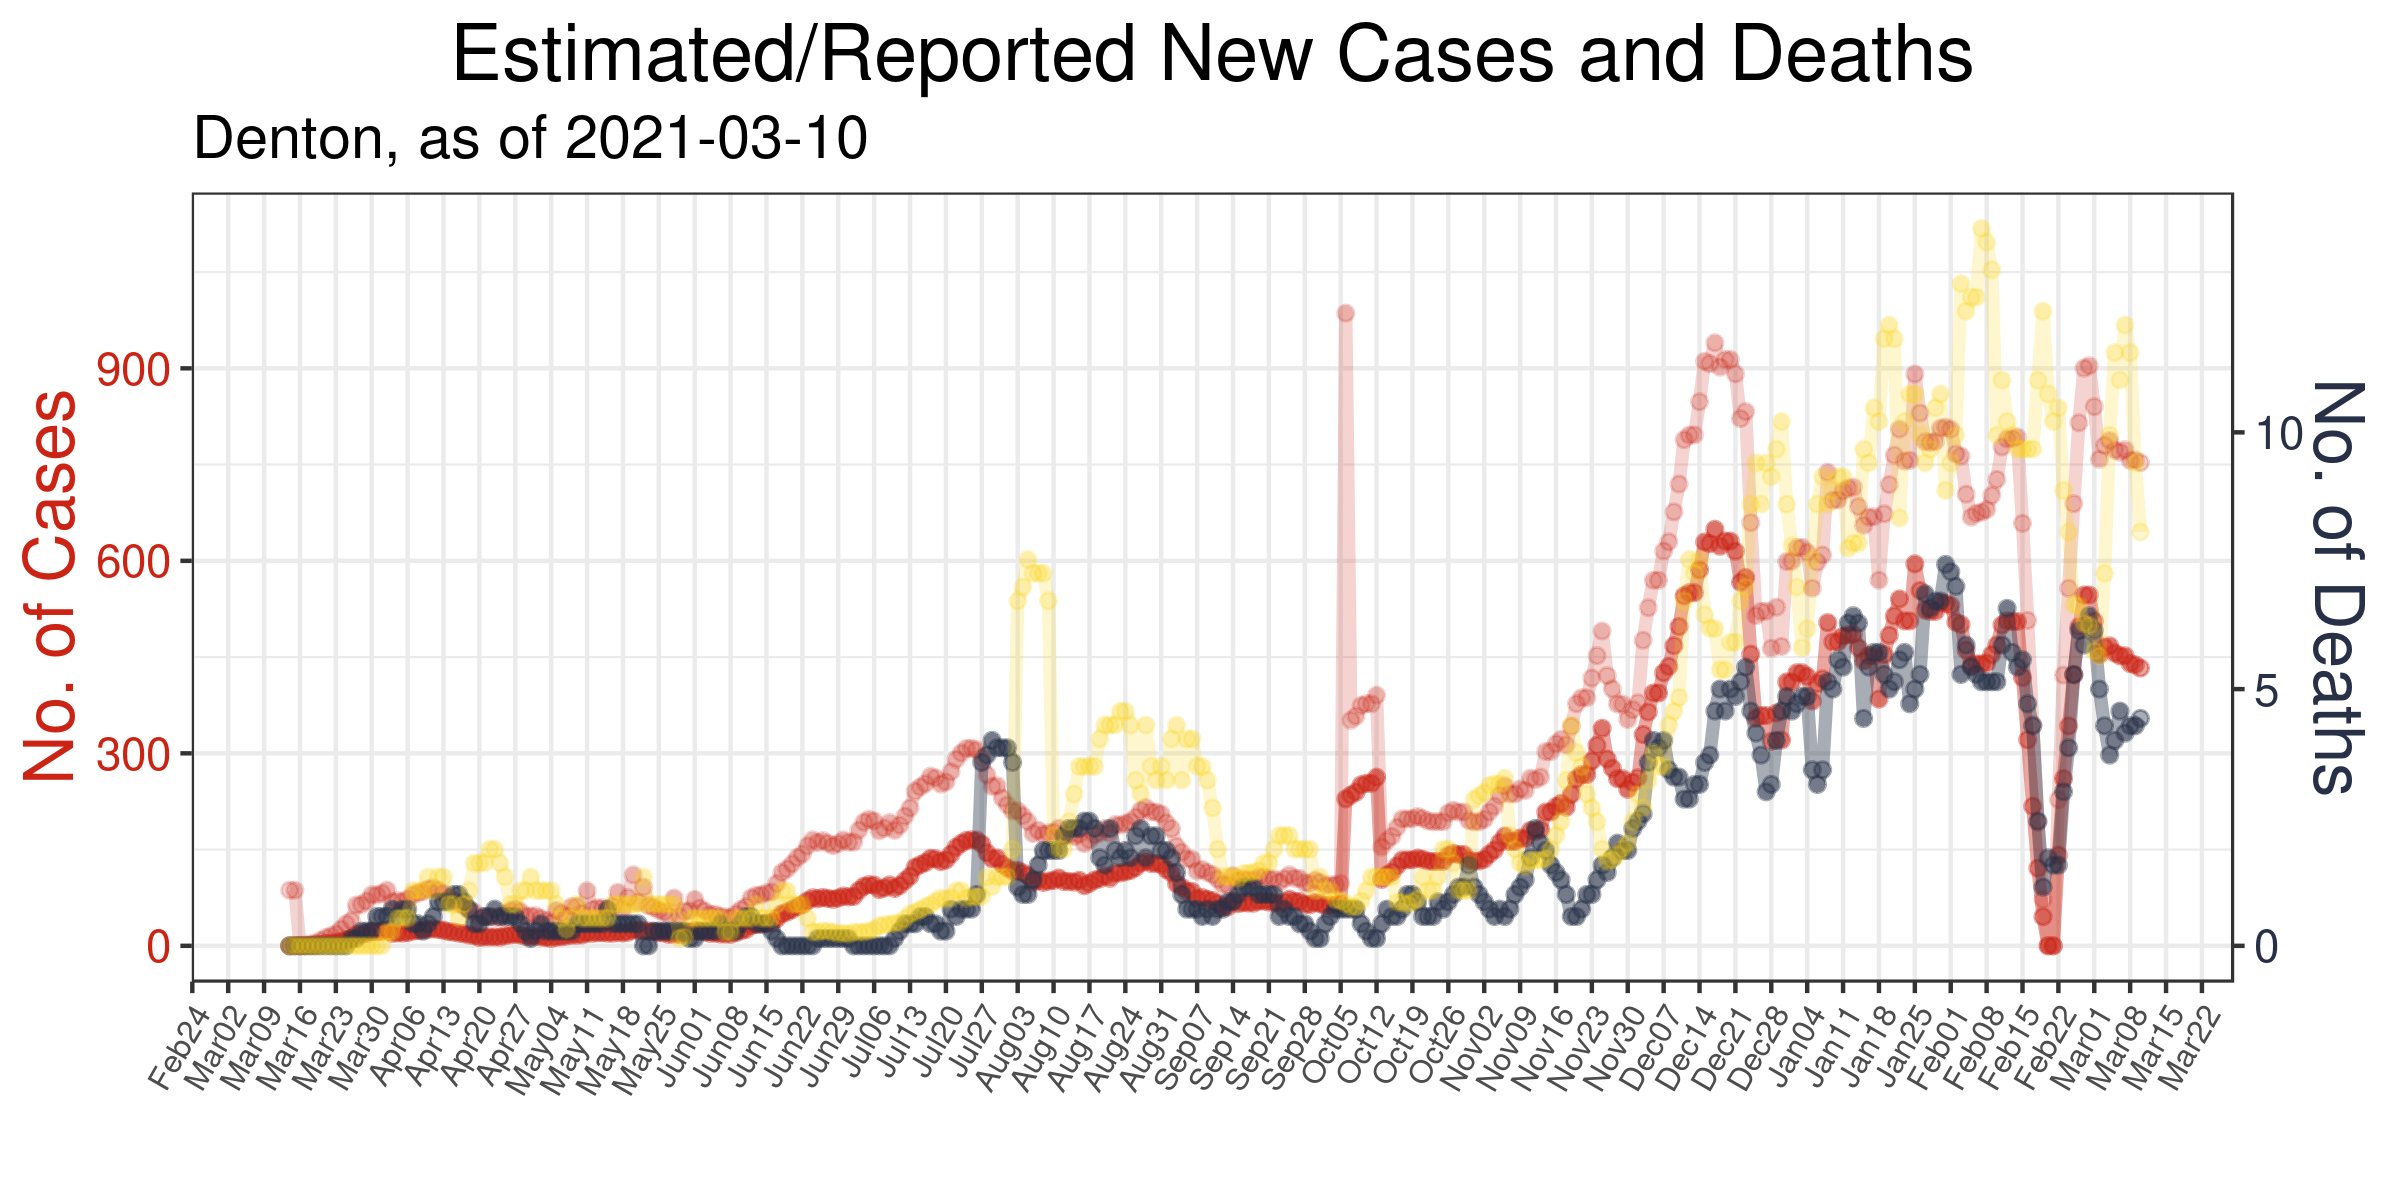 Estimated/Reported New Cases and Deaths
Denton, as of 2021-03-10
No. of Cases
900
600
300
0
10
5
0
No. of Deaths
Feb24
Mar02
Mar09
Mar16
Mar23
Mar30
Apr06
Apr13
Apr20
Apr27
May04
May11
May18
May25
Jun01
Jun08
Jun15
Jun22
Jun29
Jul06
Jul13
Jul20
Jul27
Aug03
Aug10
Aug17
Aug24
Aug31
Sep07
Sep14
Sep21
Sep28
Oct05
Oct12
Oct19
Oct26
Nov02
Nov09
Nov16
Nov23
Nov30
Dec07
Dec14
Dec21
Dec28
Jan04
Jan11
Jan18
Jan25
Feb01
Feb08
Feb15
Feb22
Mar01
Mar08
Mar15
Mar22